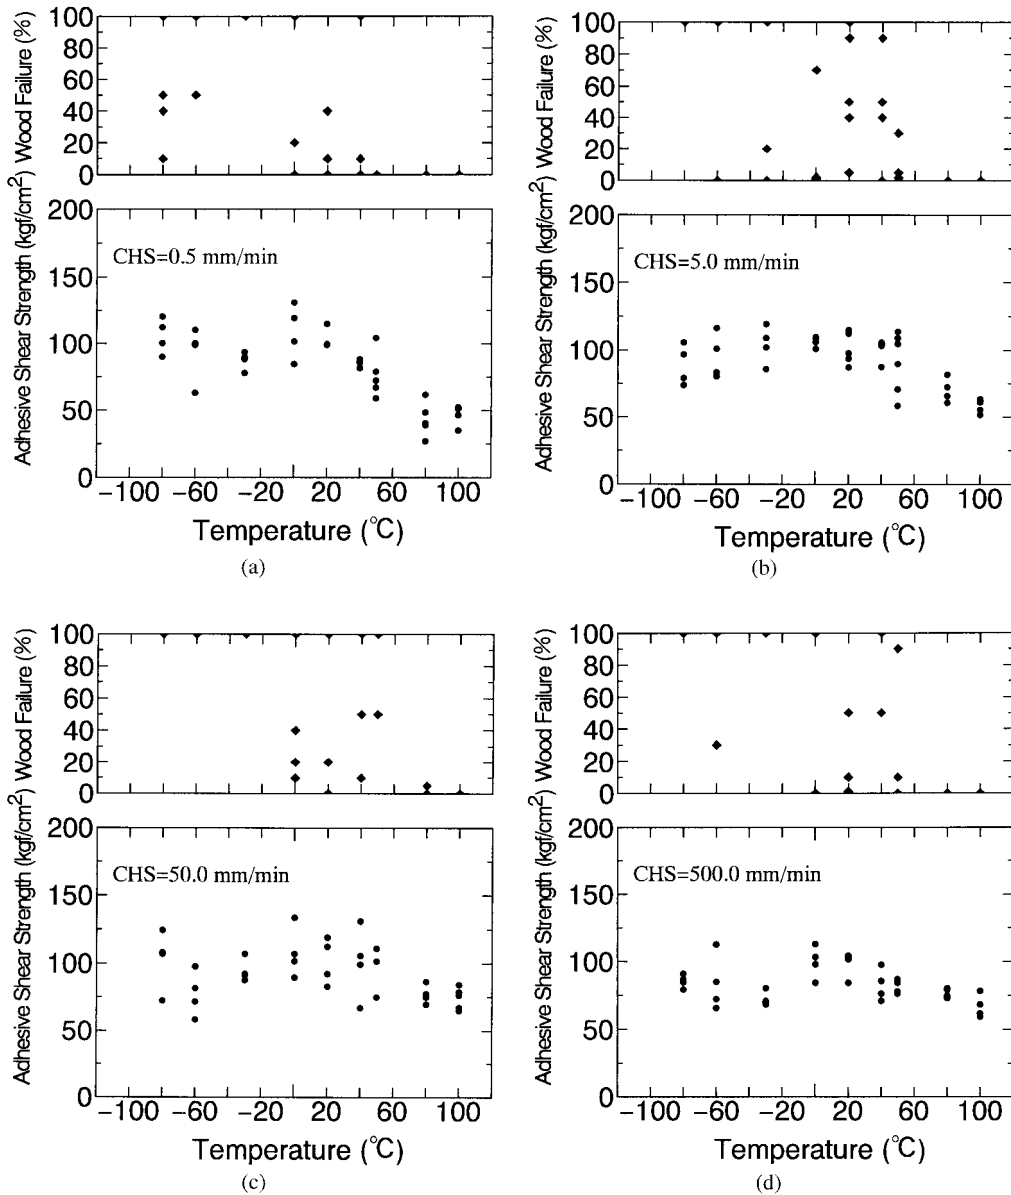 Wood Failure (%)
100
80
60
40
20
0
Adhesive Shear Strength (kgf/cm2)
200
150
100
50
0
CHS=0.5 mm/min
−100 −60 −20 20 60 100
Temperature (℃)
(a)
Wood Failure (%)
100
80
60
40
20
0
Adhesive Shear Strength (kgf/cm2)
200
150
100
50
0
CHS=5.0 mm/min
−100 −60 −20 20 60 100
Temperature (℃)
(b)
Wood Failure (%)
100
80
60
40
20
0
Adhesive Shear Strength (kgf/cm2)
200
150
100
50
0
CHS=50.0 mm/min
−100 −60 −20 20 60 100
Temperature (℃)
(c)
Wood Failure (%)
100
80
60
40
20
0
Adhesive Shear Strength (kgf/cm2)
200
150
100
50
0
CHS=500.0 mm/min
−100 −60 −20 20 60 100
Temperature (℃)
(d)